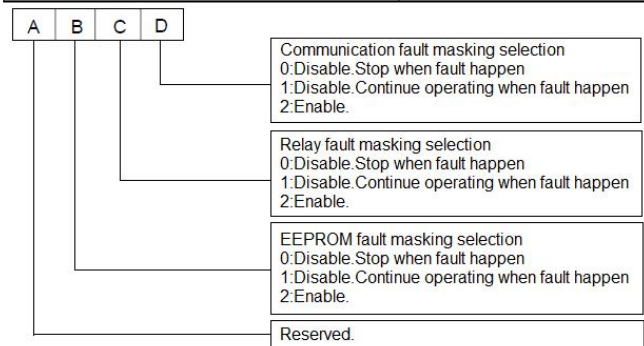 A B C D
Communication fault masking selection
0:Disable.Stop when fault happen
1:Disable.Continue operating when fault happen
2:Enable.
Relay fault masking selection
0:Disable.Stop when fault happen
1:Disable.Continue operating when fault happen
2:Enable.
EEPROM fault masking selection
0:Disable.Stop when fault happen
1:Disable.Continue operating when fault happen
2:Enable.
Reserved.